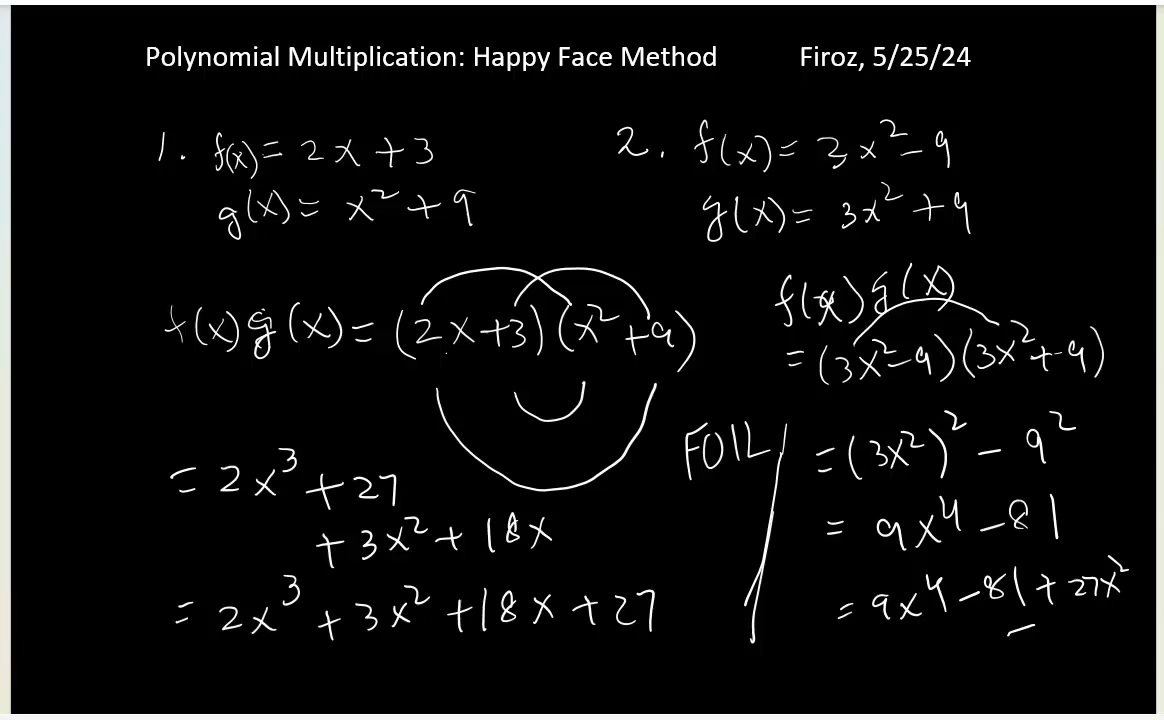 Polynomial Multiplication: Happy Face Method Firoz, 5/25/24
1. f(x) = 2x + 3
g(x) = x² + 9
f(x) g(x) = (2x + 3) (x² + 9)
= 2x³ + 27
+ 3x² + 18x
= 2x³ + 3x² + 18x + 27
FOIL
2. f(x) = 3x² - 9
g(x) = 3x² + 9
f(x) g(x)
= (3x² - 9) (3x² + 9)
= (3x²)² - 9²
= 9x⁴ - 81
= 9x⁴ - 81 + 27x²